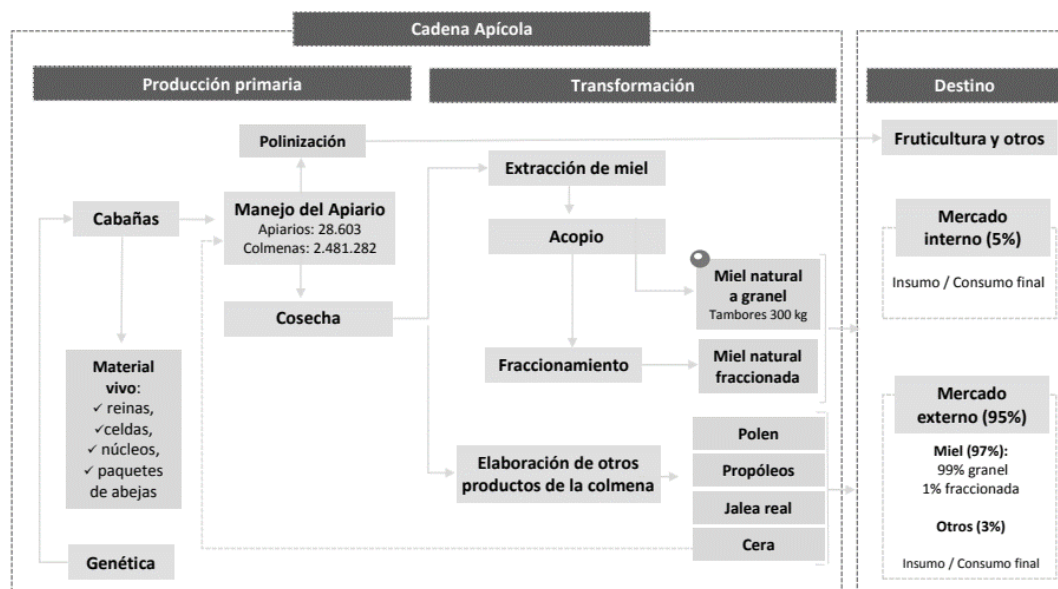 Cadena Apícola
Producción primaria
Transformación
Destino
Polinización
Fruticultura y otros
Extracción de miel
Cabañas
Manejo del Apiario
Apiarios: 28.603
Colmenas: 2.481.282
Acopio
Mercado
interno (5%)
Insumo / Consumo final
Miel natural
a granel
Tambores 300 kg
Cosecha
Fraccionamiento
Miel natural
fraccionada
Material
vivo:
✓ reinas,
✓celdas,
✓ núcleos,
✓ paquetes
de abejas
Mercado
externo (95%)
Miel (97%):
99% granel
1% fraccionada
Otros (3%)
Insumo / Consumo final
Elaboración de otros
productos de la colmena
Polen
Propóleos
Jalea real
Cera
Genética